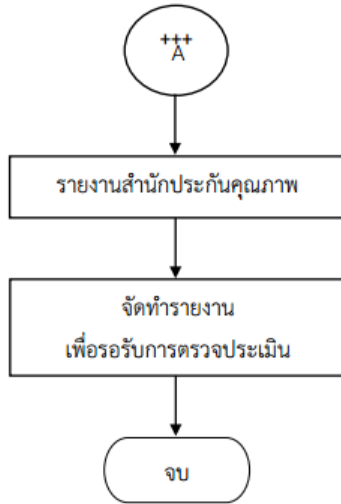 +++
A
รายงานสำนักประกันคุณภาพ
จัดทำรายงาน
เพื่อรอรับการตรวจประเมิน
จบ